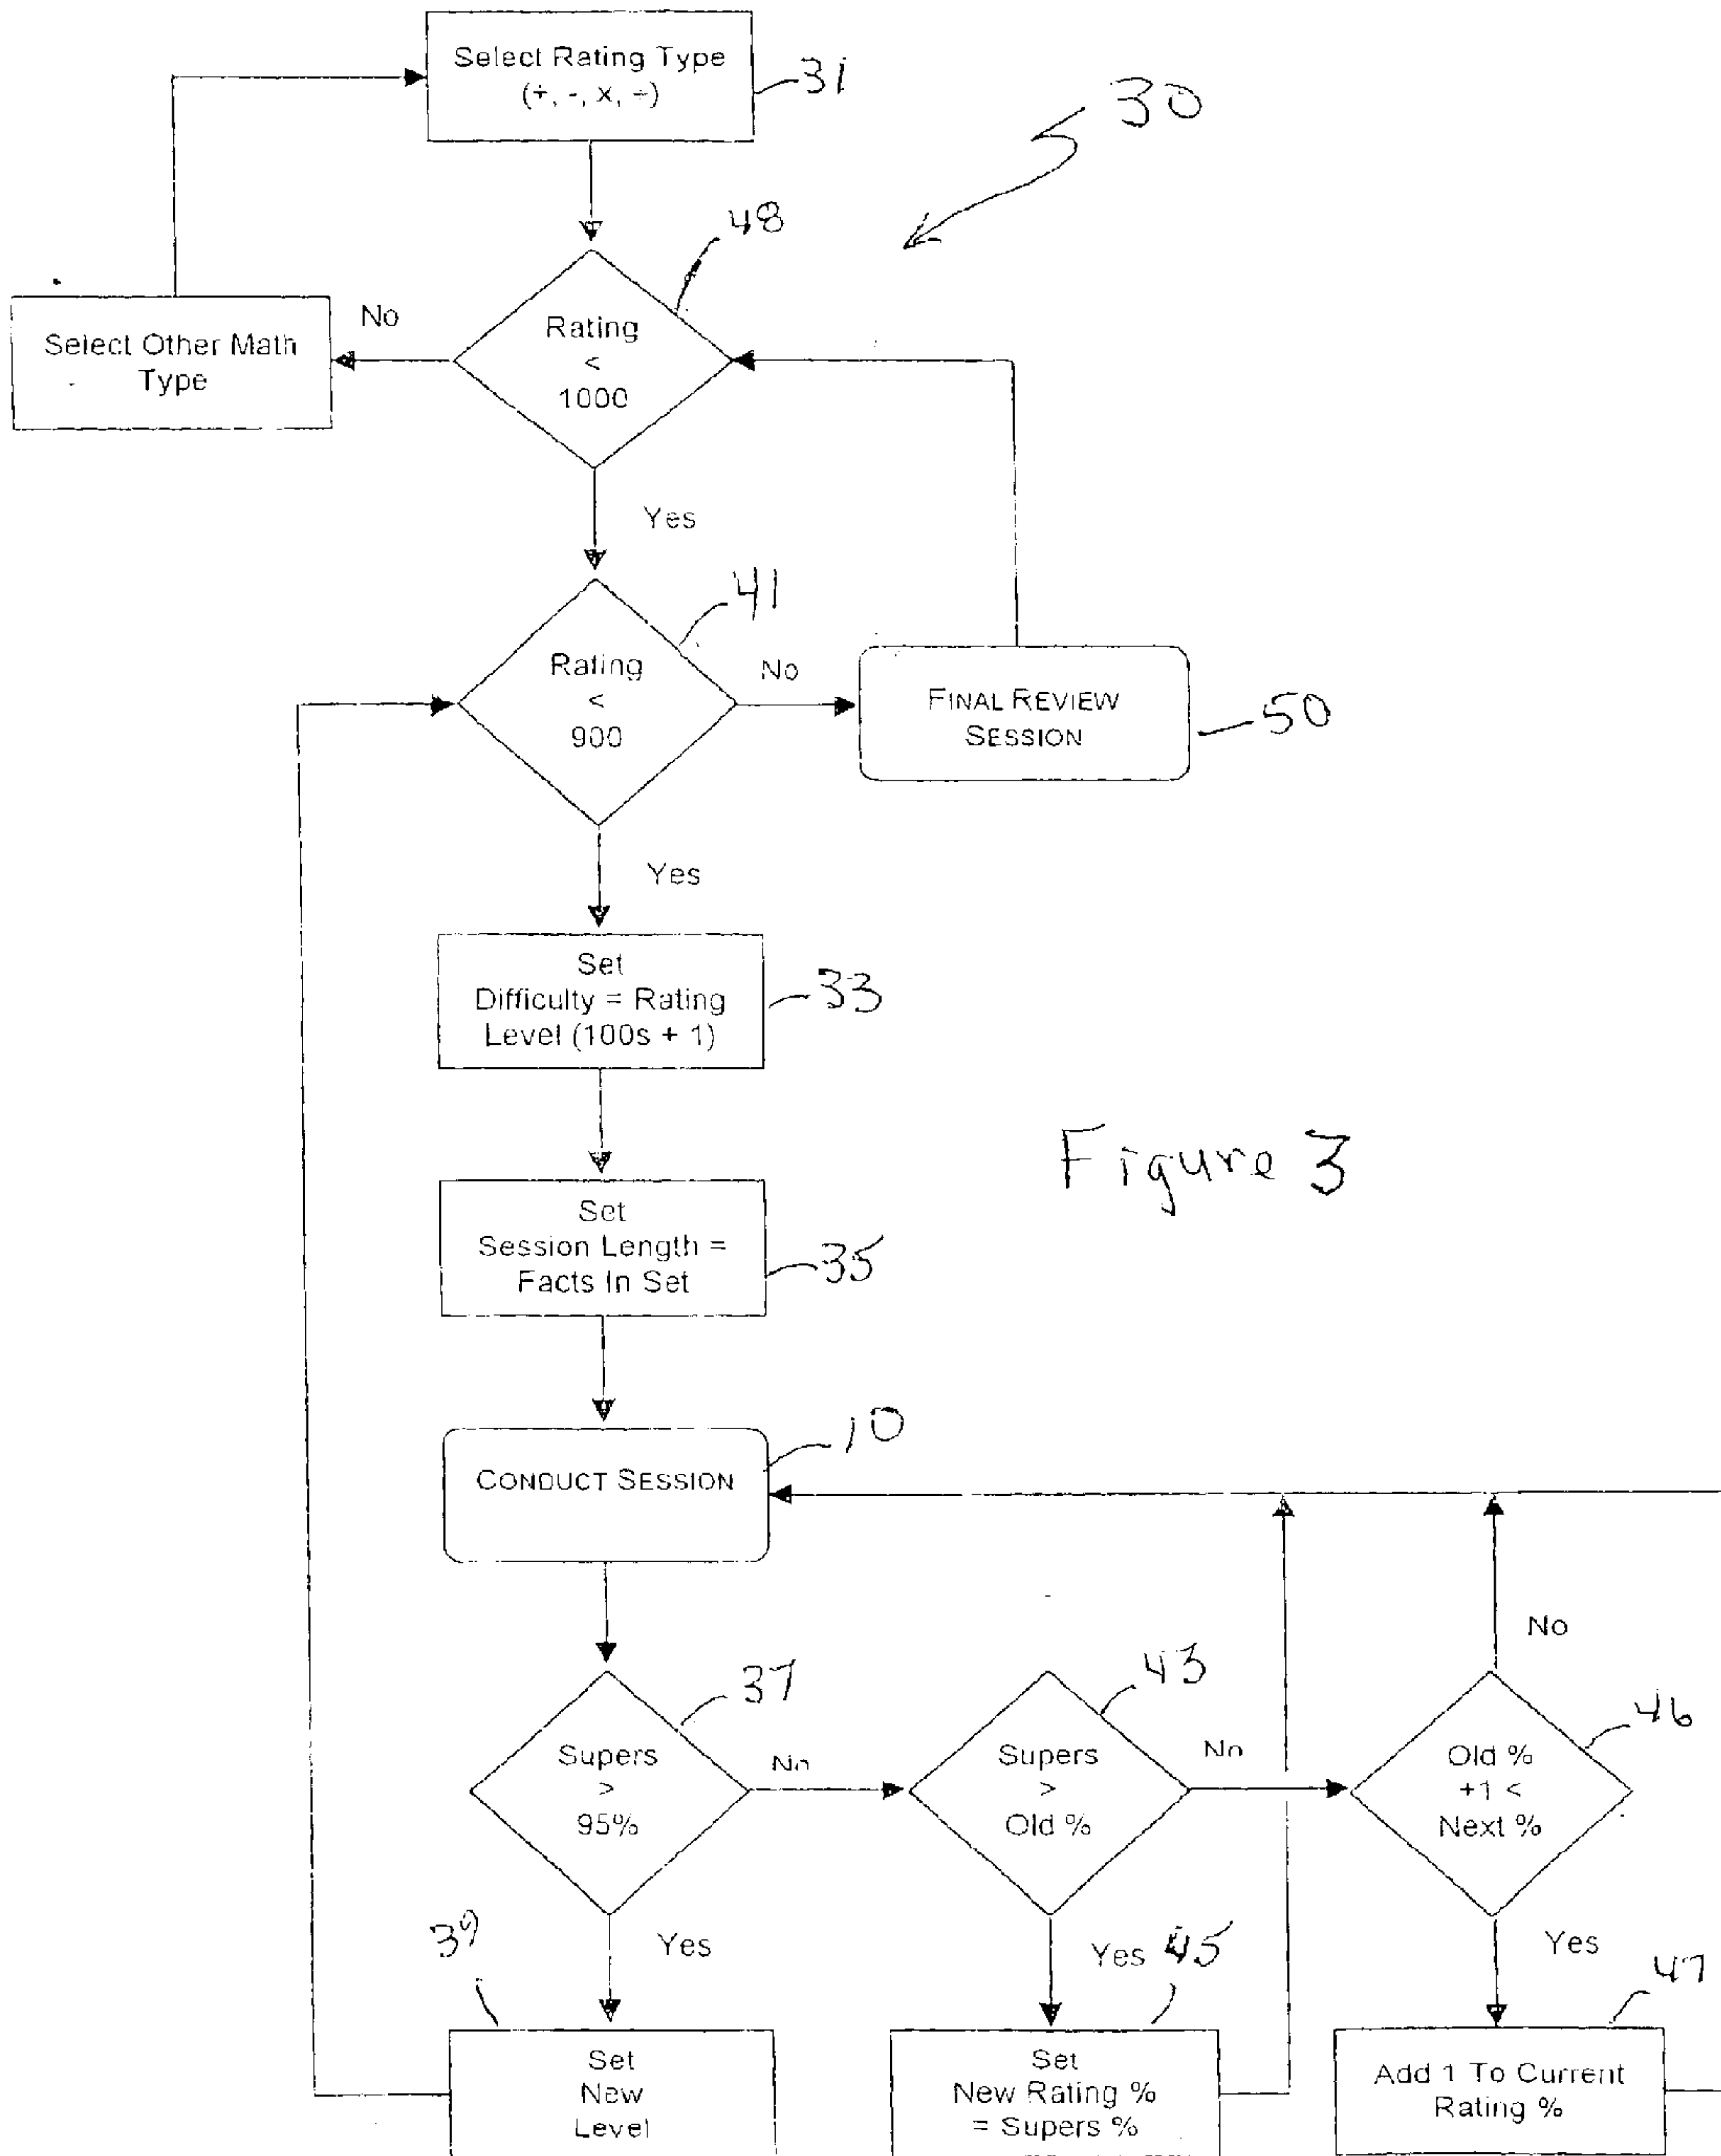 Select Rating Type
(+, -, x, ÷)
31
30
48
No
Rating
<
1000
Select Other Math
Type
Yes
41
Rating
<
900
No
FINAL REVIEW
SESSION
50
Yes
Set
Difficulty = Rating
Level (100s + 1)
33
Figure 3
Set
Session Length =
Facts In Set
35
10
CONDUCT SESSION
No
37
43
46
Supers
>
95%
No
Supers
>
Old %
No
Old %
+1 <
Next %
39
Yes
Yes
45
Yes
47
Set
New
Level
Set
New Rating %
= Supers %
Add 1 To Current
Rating %